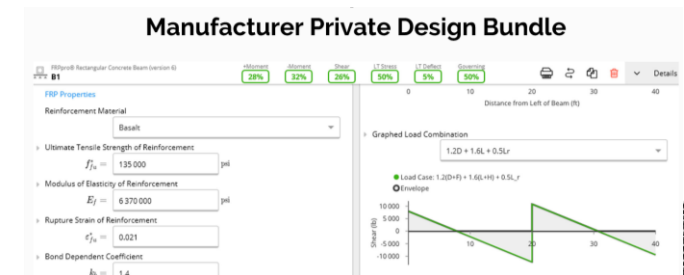 Manufacturer Private Design Bundle
FRPpro® Rectangular Concrete Beam (version 6)
B1
+Moment
28%
-Moment
32%
Shear
26%
LT Stress
50%
LT Deflect
5%
Governing
50%
Details
FRP Properties
Reinforcement Material
Basalt
Ultimate Tensile Strength of Reinforcement
f*fu = 135 000 psi
Modulus of Elasticity of Reinforcement
Ef = 6 370 000 psi
Rupture Strain of Reinforcement
ε*fu = 0.021
Bond Dependent Coefficient
kb = 1.4
0 10 20 30 40
Distance from Left of Beam (ft)
Graphed Load Combination
1.2D + 1.6L + 0.5Lr
Load Case: 1.2(D+F) + 1.6(L+H) + 0.5L_r
Envelope
Shear (lb)
10 000
5 000
0
-5 000
-10 000
10 20 30 40